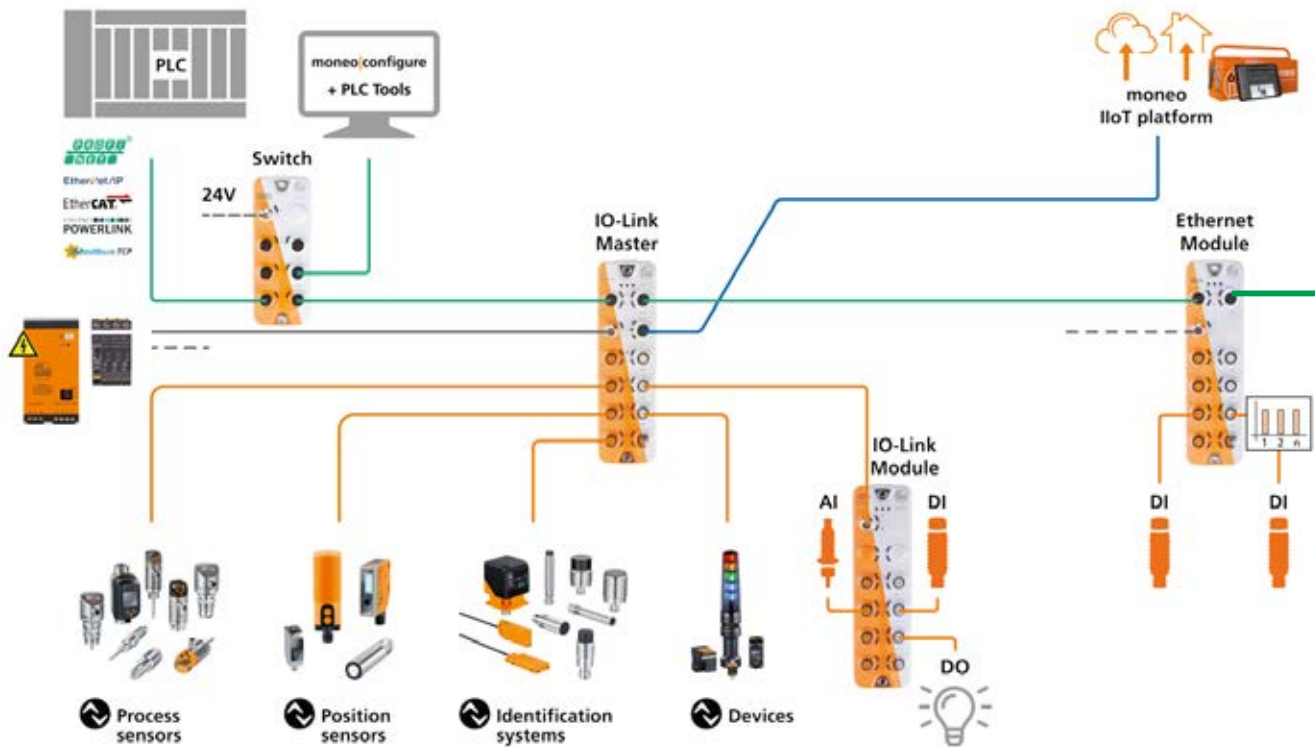 PLC
moneo|configure
+ PLC Tools
moneo
IIoT platform
PROFI
NET
EtherNet/IP
EtherCAT
POWERLINK
Modbus TCP
Switch
24V
IO-Link
Master
Ethernet
Module
1 2 n
IO-Link
Module
AI
DI
DI
DI
DO
Process
sensors
Position
sensors
Identification
systems
Devices